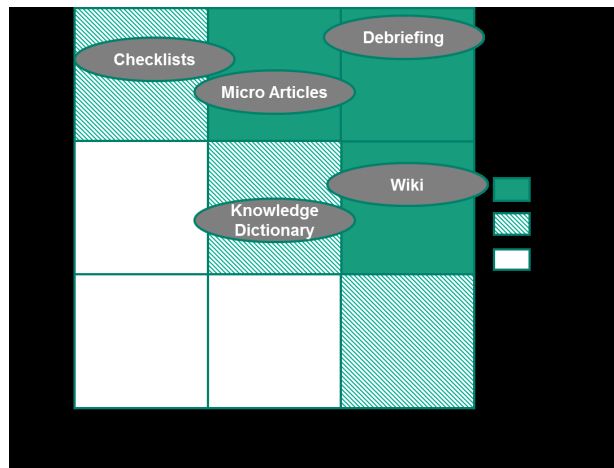 Debriefing
Checklists
Micro Articles
Wiki
Knowledge
Dictionary